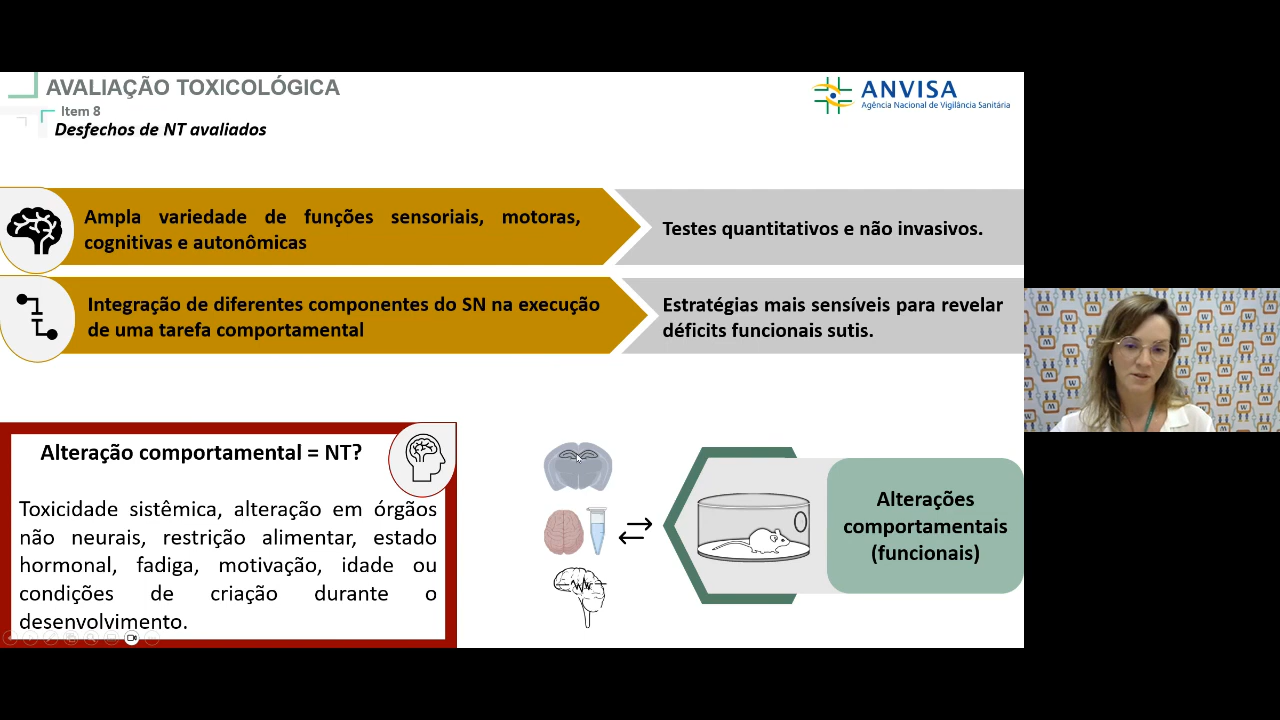 AVALIAÇÃO TOXICOLÓGICA
Item 8
Desfechos de NT avaliados
ANVISA
Agência Nacional de Vigilância Sanitária
Ampla variedade de funções sensoriais, motoras,
cognitivas e autonômicas
Testes quantitativos e não invasivos.
Integração de diferentes componentes do SN na execução
de uma tarefa comportamental
Estratégias mais sensíveis para revelar
déficits funcionais sutis.
Alteração comportamental = NT?
Toxicidade sistêmica, alteração em órgãos
não neurais, restrição alimentar, estado
hormonal, fadiga, motivação, idade ou
condições de criação durante o
desenvolvimento.
Alterações
comportamentais
(funcionais)